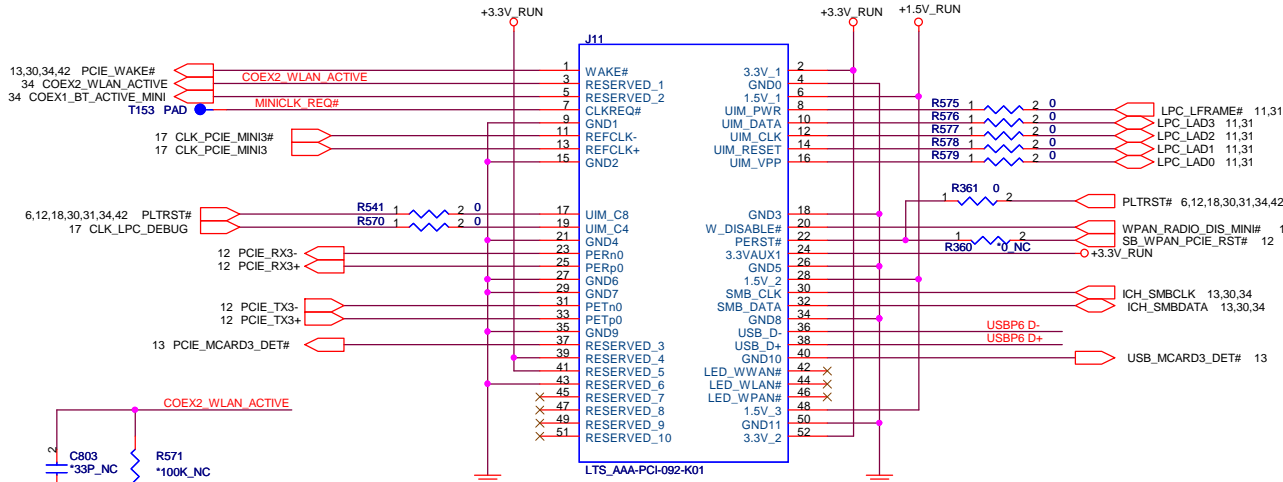 +3.3V_RUN
+3.3V_RUN
+1.5V_RUN
J11
13,30,34,42 PCIE_WAKE#
34 COEX2_WLAN_ACTIVE
34 COEX1_BT_ACTIVE_MINI
T153 PAD
COEX2_WLAN_ACTIVE
MINICLK_REQ#
17 CLK_PCIE_MINI3#
17 CLK_PCIE_MINI3
6,12,18,30,31,34,42 PLTRST#
17 CLK_LPC_DEBUG
R541 1 2 0
R570 1 2 0
12 PCIE_RX3-
12 PCIE_RX3+
12 PCIE_TX3-
12 PCIE_TX3+
13 PCIE_MCARD3_DET#
1 WAKE#
3 RESERVED_1
5 RESERVED_2
7 CLKREQ#
9 GND1
11 REFCLK-
13 REFCLK+
15 GND2
17 UIM_C8
19 UIM_C4
21 GND4
23 PERn0
25 PERp0
27 GND6
29 GND7
31 PETn0
33 PETp0
35 GND9
37 RESERVED_3
39 RESERVED_4
41 RESERVED_5
43 RESERVED_6
45 RESERVED_7
47 RESERVED_8
49 RESERVED_9
51 RESERVED_10
3.3V_1 2
GND0 4
1.5V_1 6
UIM_PWR 8
UIM_DATA 10
UIM_CLK 12
UIM_RESET 14
UIM_VPP 16
GND3 18
W_DISABLE# 20
PERST# 22
3.3VAUX1 24
GND5 26
1.5V_2 28
SMB_CLK 30
SMB_DATA 32
GND8 34
USB_D- 36
USB_D+ 38
GND10 40
LED_WWAN# 42
LED_WLAN# 44
LED_WPAN# 46
1.5V_3 48
GND11 50
3.3V_2 52
LTS_AAA-PCI-092-K01
R575 1 2 0 LPC_LFRAME# 11,31
R576 1 2 0 LPC_LAD3 11,31
R577 1 2 0 LPC_LAD2 11,31
R578 1 2 0 LPC_LAD1 11,31
R579 1 2 0 LPC_LAD0 11,31
R361 0
1 2 PLTRST# 6,12,18,30,31,34,42
WPAN_RADIO_DIS_MINI# 1
1 2 SB_WPAN_PCIE_RST# 12
R360 *0_NC
+3.3V_RUN
ICH_SMBCLK 13,30,34
ICH_SMBDATA 13,30,34
USBP6 D-
USBP6 D+
USB_MCARD3_DET# 13
COEX2_WLAN_ACTIVE
2
C803
*33P_NC
R571
*100K_NC